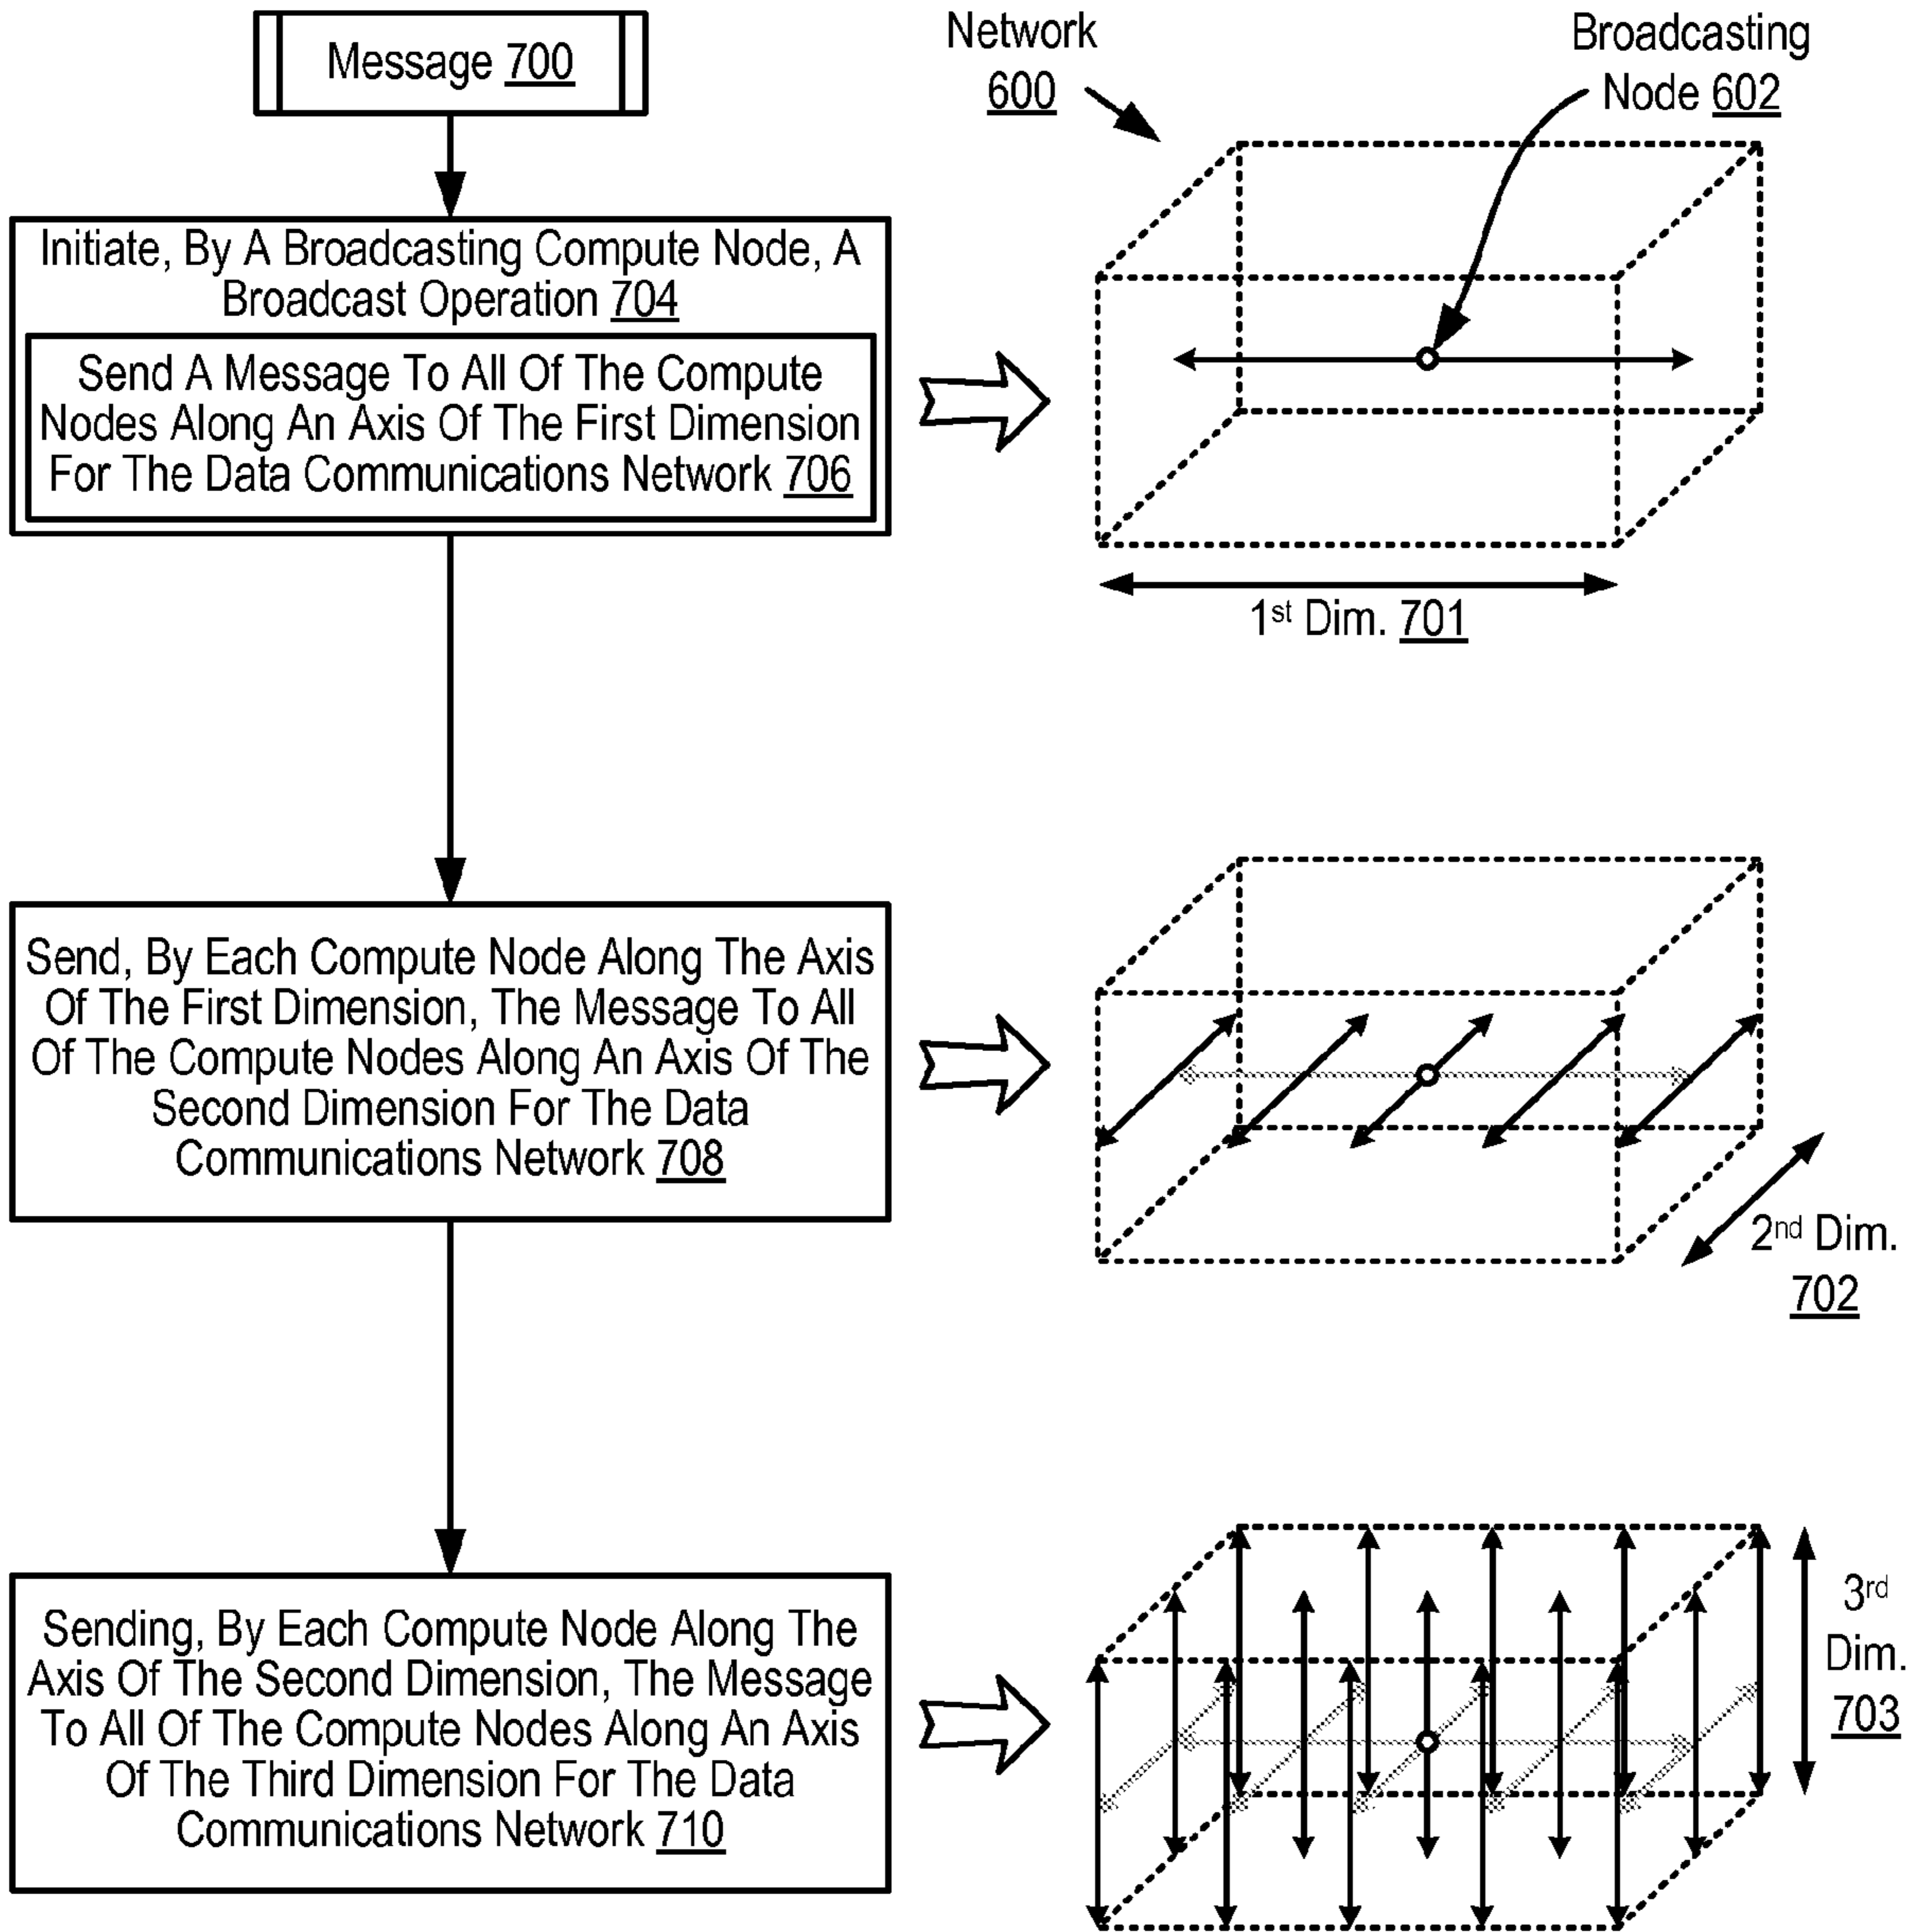 Message 700
Network
600
Broadcasting
Node 602
Initiate, By A Broadcasting Compute Node, A
Broadcast Operation 704
Send A Message To All Of The Compute
Nodes Along An Axis Of The First Dimension
For The Data Communications Network 706
1st Dim. 701
Send, By Each Compute Node Along The Axis
Of The First Dimension, The Message To All
Of The Compute Nodes Along An Axis Of The
Second Dimension For The Data
Communications Network 708
2nd Dim.
702
Sending, By Each Compute Node Along The
Axis Of The Second Dimension, The Message
To All Of The Compute Nodes Along An Axis
Of The Third Dimension For The Data
Communications Network 710
3rd
Dim.
703